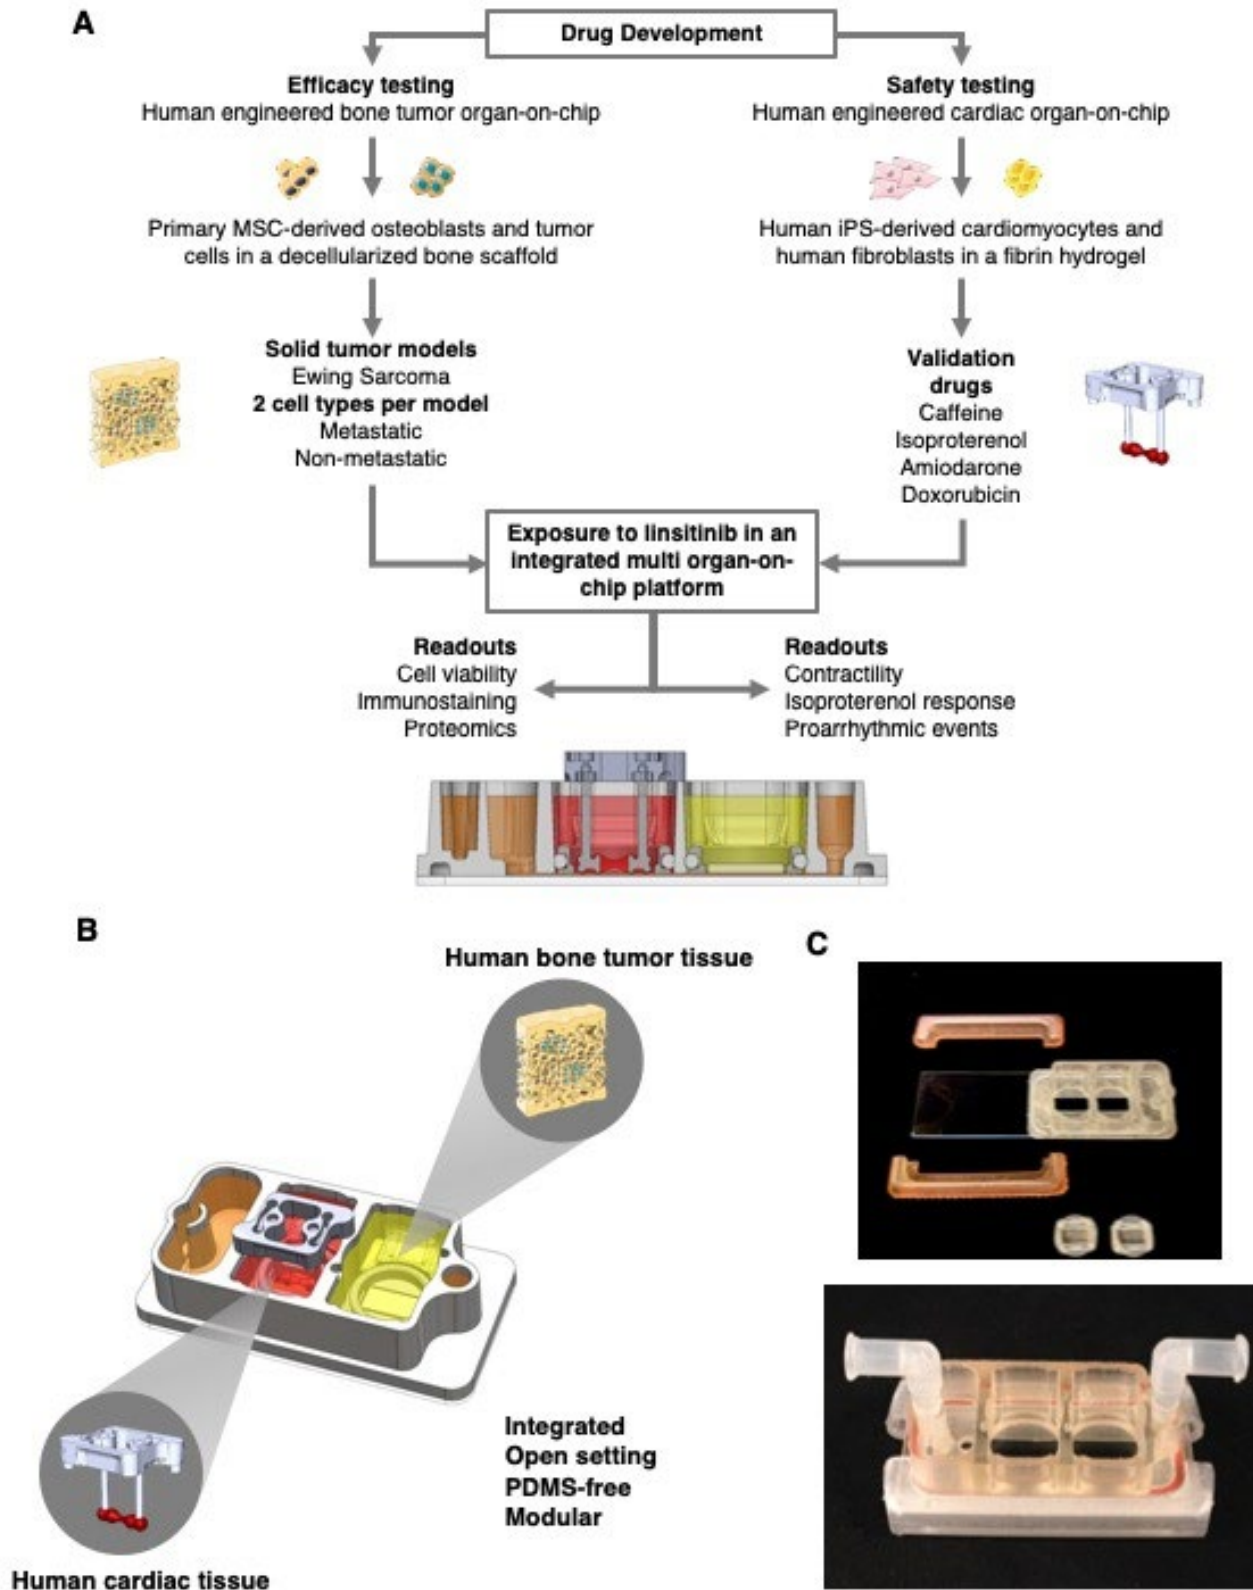 A
Drug Development
Efficacy testing
Human engineered bone tumor organ-on-chip
Primary MSC-derived osteoblasts and tumor
cells in a decellularized bone scaffold
Solid tumor models
Ewing Sarcoma
2 cell types per model
Metastatic
Non-metastatic
Safety testing
Human engineered cardiac organ-on-chip
Human iPS-derived cardiomyocytes and
human fibroblasts in a fibrin hydrogel
Validation
drugs
Caffeine
Isoproterenol
Amiodarone
Doxorubicin
Exposure to linsitinib in an
integrated multi organ-on-
chip platform
Readouts
Cell viability
Immunostaining
Proteomics
Readouts
Contractility
Isoproterenol response
Proarrhythmic events
B
Human bone tumor tissue
Integrated
Open setting
PDMS-free
Modular
Human cardiac tissue
C